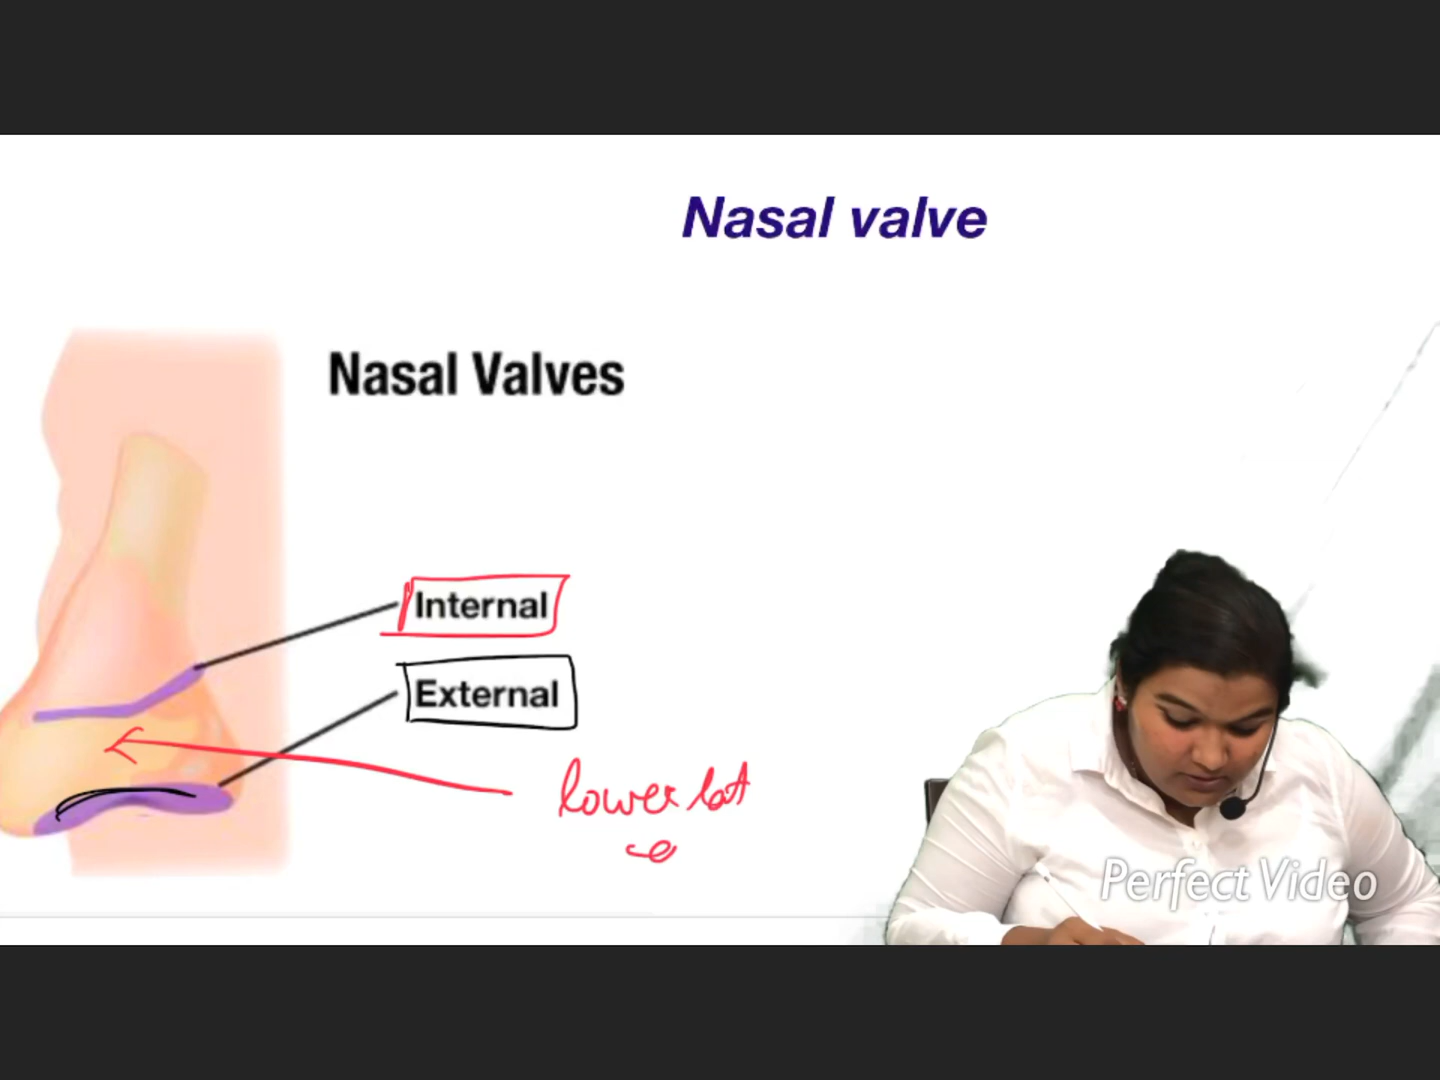 Nasal valve
Nasal Valves
Internal
External
lower lat
Perfect Video